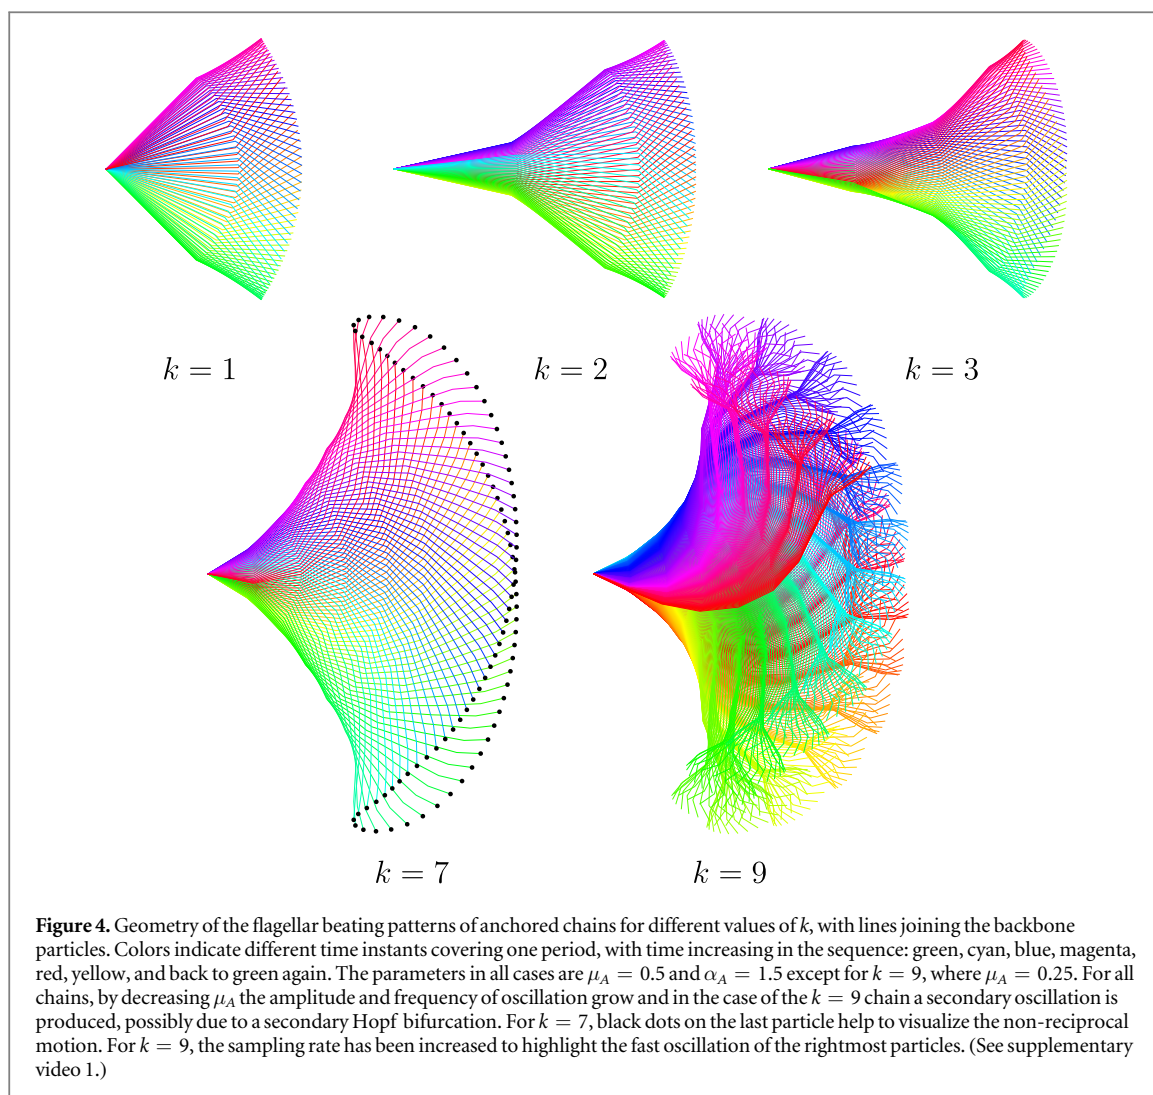 k = 1
k = 2
k = 3
k = 7
k = 9
Figure 4. Geometry of the flagellar beating patterns of anchored chains for different values of k, with lines joining the backbone
particles. Colors indicate different time instants covering one period, with time increasing in the sequence: green, cyan, blue, magenta,
red, yellow, and back to green again. The parameters in all cases are μ_A = 0.5 and α_A = 1.5 except for k = 9, where μ_A = 0.25. For all
chains, by decreasing μ_A the amplitude and frequency of oscillation grow and in the case of the k = 9 chain a secondary oscillation is
produced, possibly due to a secondary Hopf bifurcation. For k = 7, black dots on the last particle help to visualize the non-reciprocal
motion. For k = 9, the sampling rate has been increased to highlight the fast oscillation of the rightmost particles. (See supplementary
video 1.)